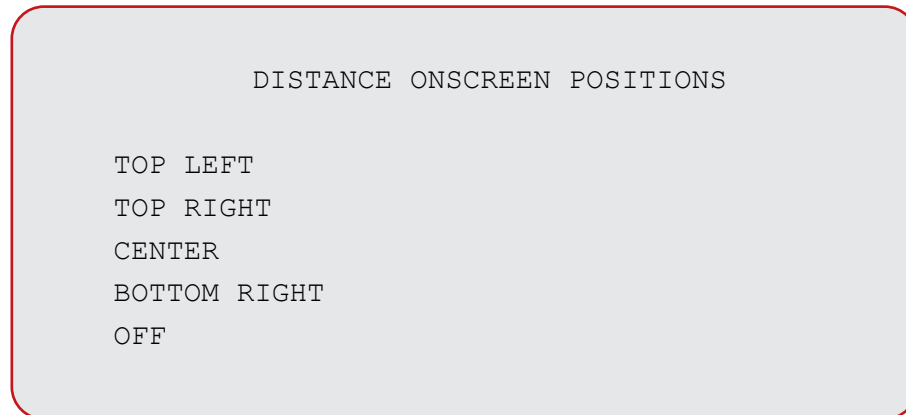 DISTANCE ONSCREEN POSITIONS
TOP LEFT
TOP RIGHT
CENTER
BOTTOM RIGHT
OFF